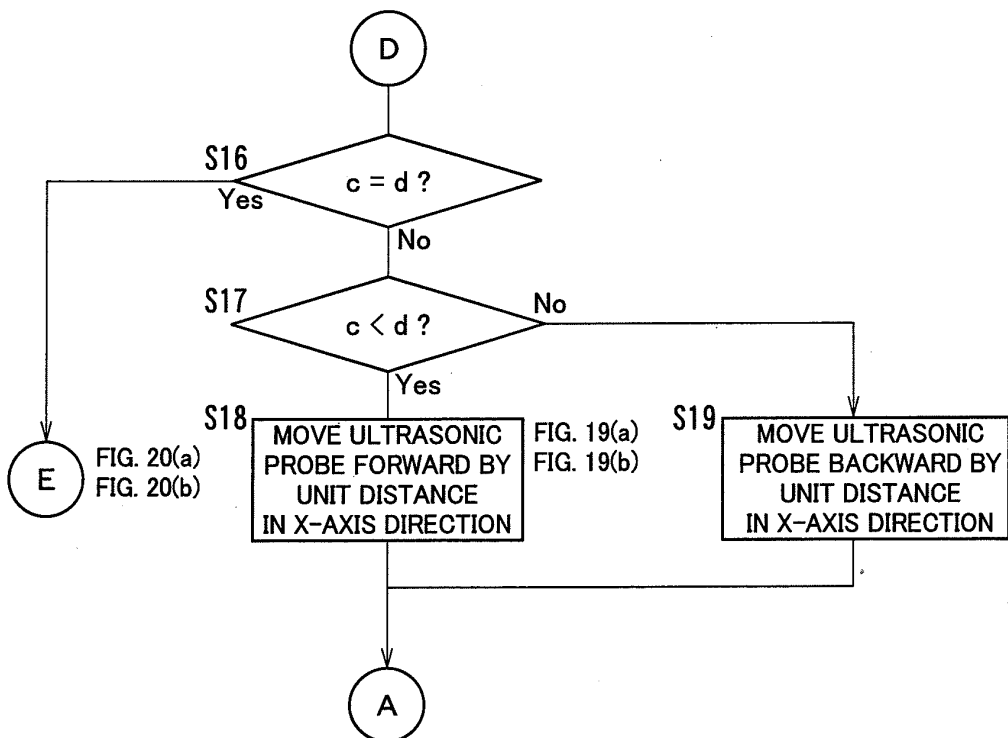 D
S16
c = d ?
Yes
No
S17
c < d ?
No
Yes
S18
MOVE ULTRASONIC
PROBE FORWARD BY
UNIT DISTANCE
IN X-AXIS DIRECTION
FIG. 19(a)
FIG. 19(b)
S19
MOVE ULTRASONIC
PROBE BACKWARD BY
UNIT DISTANCE
IN X-AXIS DIRECTION
E
FIG. 20(a)
FIG. 20(b)
A